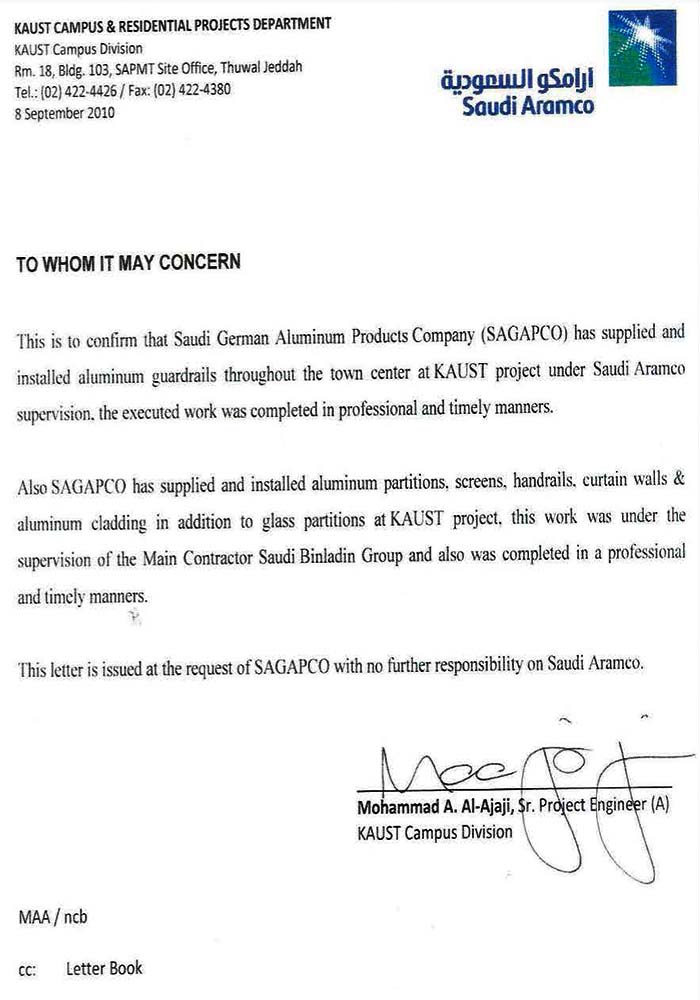 KAUST CAMPUS & RESIDENTIAL PROJECTS DEPARTMENT
KAUST Campus Division
Rm. 18, Bldg. 103, SAPMT Site Office, Thuwal Jeddah
Tel.: (02) 422-4426 / Fax: (02) 422-4380
8 September 2010
أرامكو السعودية
Saudi Aramco
TO WHOM IT MAY CONCERN
This is to confirm that Saudi German Aluminum Products Company (SAGAPCO) has supplied and
installed aluminum guardrails throughout the town center at KAUST project under Saudi Aramco
supervision. the executed work was completed in professional and timely manners.
Also SAGAPCO has supplied and installed aluminum partitions, screens, handrails, curtain walls &
aluminum cladding in addition to glass partitions at KAUST project, this work was under the
supervision of the Main Contractor Saudi Binladin Group and also was completed in a professional
and timely manners.
This letter is issued at the request of SAGAPCO with no further responsibility on Saudi Aramco.
Mohammad A. Al-Ajaji, Sr. Project Engineer (A)
KAUST Campus Division
MAA / ncb
cc: Letter Book